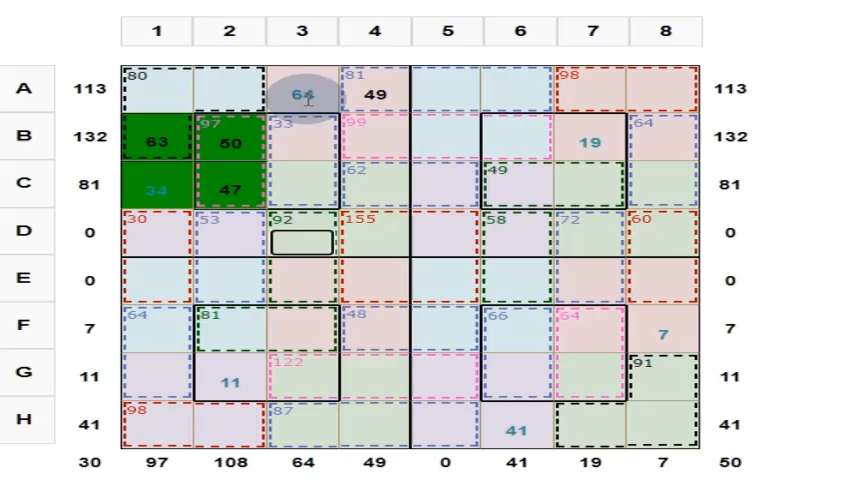 1 2 3 4 5 6 7 8
80 81 98
A 113 64 49 113
97 33 99 64
B 132 63 50 19 132
62 49
C 81 34 47 81
30 53 92 155 58 72 60
D 0 0
E 0 0
64 81 48 66 64
F 7 7 7
122 91
G 11 11 11
98 87
H 41 41 41
30 97 108 64 49 0 41 19 7 50